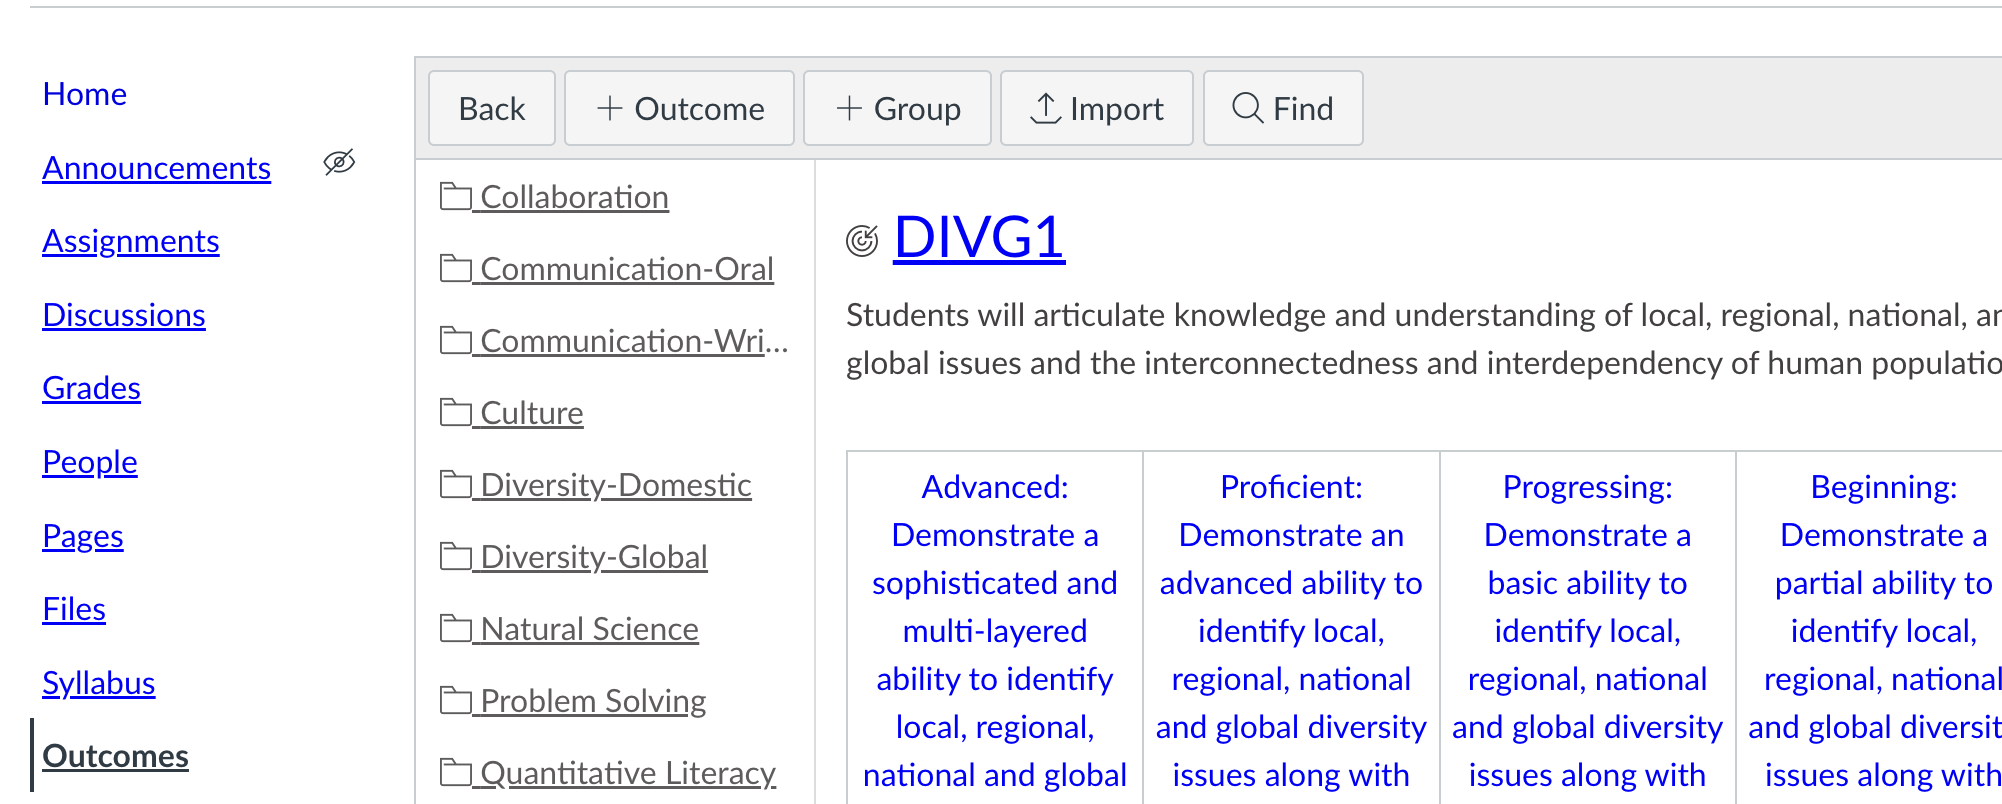 Home
Announcements
Assignments
Discussions
Grades
People
Pages
Files
Syllabus
Outcomes
Back
Outcome
Group
Import
Find
Collaboration
Communication-Oral
Communication-Wri...
Culture
Diversity-Domestic
Diversity-Global
Natural Science
Problem Solving
Quantitative Literacy
DIVG1
Students will articulate knowledge and understanding of local, regional, national,
global issues and the interconnectedness and interdependency of human
Advanced:
Demonstrate a
sophisticated and
multi-layered
ability to identify
local, regional,
national and global
Proficient:
Demonstrate an
advanced ability to
identify local,
regional, national
and global diversity
issues along with
Progressing:
Demonstrate a
basic ability to
identify local,
regional, national
and global diversity
issues along with
Beginning:
Demonstrate a
partial ability to
identify local,
regional, national
and global
issues along with